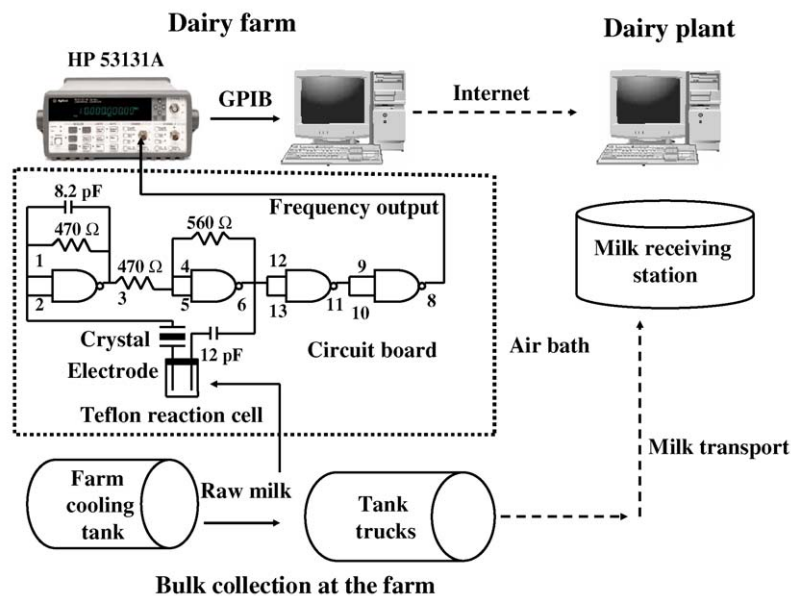 Dairy farm
Dairy plant
HP 53131A
GPIB
Internet
8.2 pF
Frequency output
470 Ω
560 Ω
1
470 Ω
4
12
9
2
3
5
6
13
11
10
8
Crystal
12 pF
Circuit board
Electrode
Teflon reaction cell
Air bath
Milk receiving
station
Milk transport
Farm
cooling
tank
Raw milk
Tank
trucks
Bulk collection at the farm